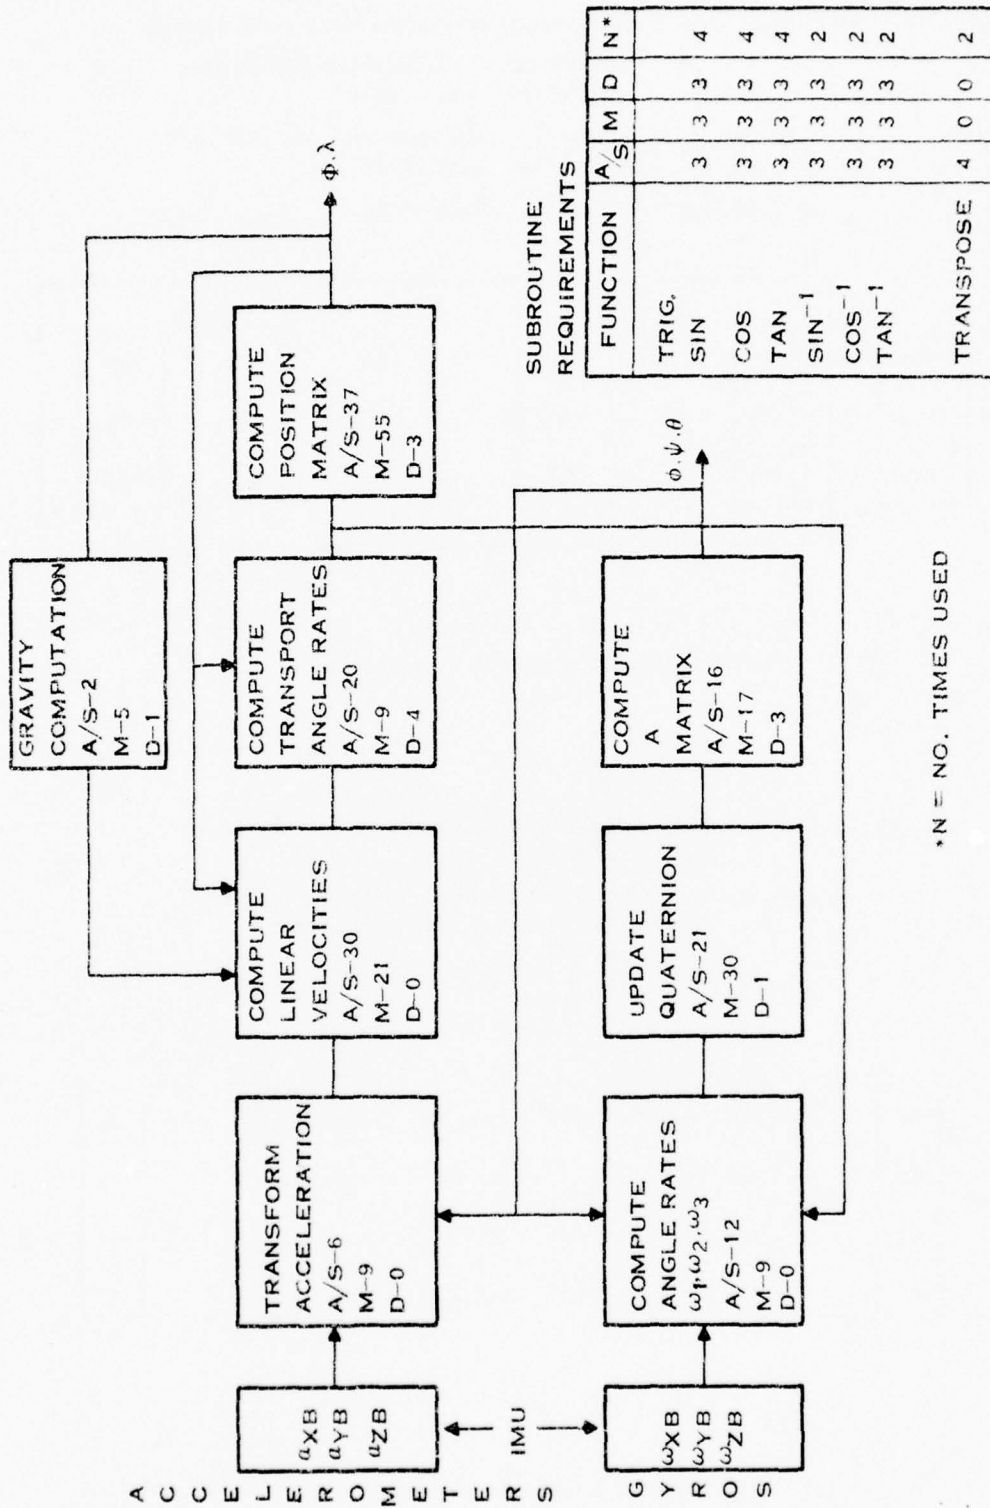 ACCELEROMETERS
aXB
aYB
aZB
IMU
GYROS
ωXB
ωYB
ωZB
TRANSFORM
ACCELERATION
A/S-6
M-9
D-0
COMPUTE
ANGLE RATES
ω1,ω2,ω3
A/S-12
M-9
D-0
COMPUTE
LINEAR
VELOCITIES
A/S-30
M-21
D-0
UPDATE
QUATERNION
A/S-21
M-30
D-1
GRAVITY
COMPUTATION
A/S-2
M-5
D-1
COMPUTE
TRANSPORT
ANGLE RATES
A/S-20
M-9
D-4
COMPUTE
A
MATRIX
A/S-16
M-17
D-3
COMPUTE
POSITION
MATRIX
A/S-37
M-55
D-3
Φ.λ
ϕ.ψ.θ
SUBROUTINE
REQUIREMENTS
FUNCTION A/S M D N*
TRIG.
SIN 3 3 3 4
COS 3 3 3 4
TAN 3 3 3 4
SIN⁻¹ 3 3 3 2
COS⁻¹ 3 3 3 2
TAN⁻¹ 3 3 3 2
TRANSPOSE 4 0 0 2
*N = NO. TIMES USED